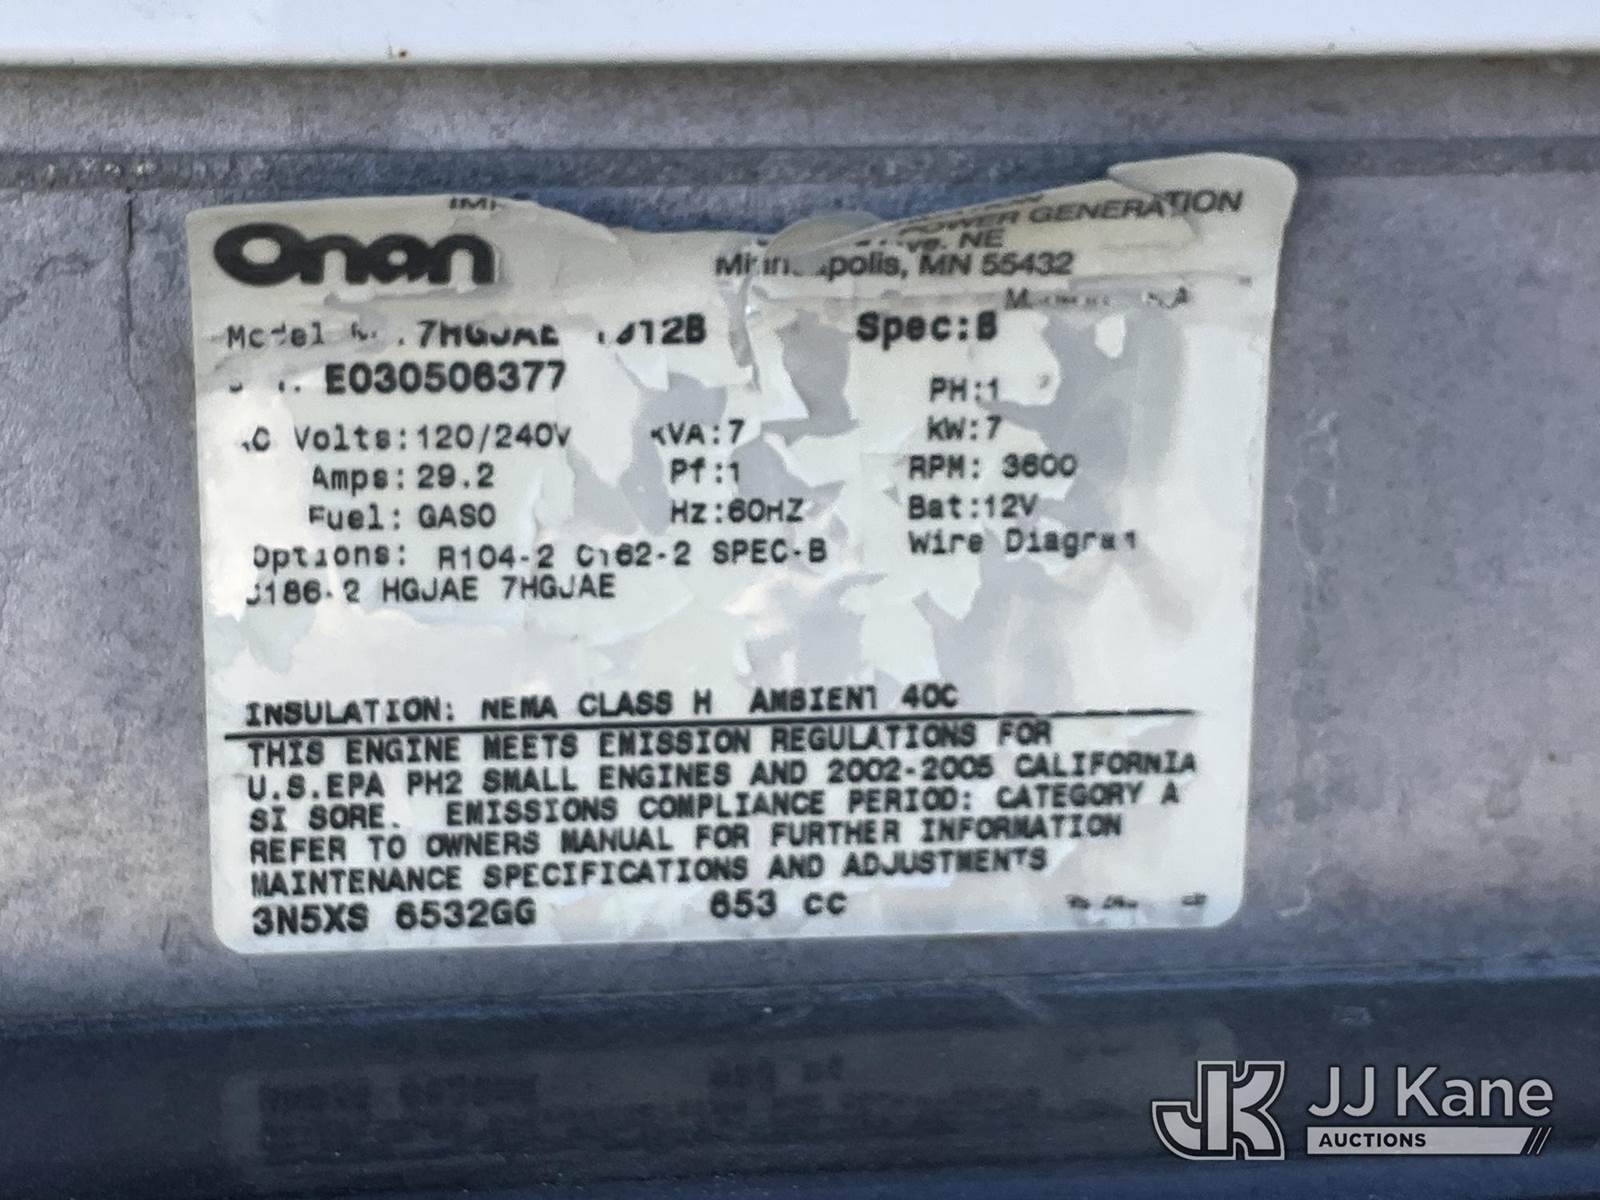 Onan
POWER GENERATION
NE
MN 55432
7HGJAE
Spec:B
E030506377
PH:1
Volts:120/240V
KVA:7
kW:7
Amps:29.2
Pf:1
RPM: 3600
Fuel: GASO
Hz:60HZ
Bat:12V
Options: R104-2 C162-2 SPEC-B
Wire
HGJAE 7HGJAE
INSULATION: NEMA CLASS H AMBIENT 40C
THIS ENGINE MEETS EMISSION REGULATIONS FOR
U.S.EPA PH2 SMALL ENGINES AND 2002-2005 CALIFORNIA
SI SORE. EMISSIONS COMPLIANCE PERIOD: CATEGORY A
REFER TO OWNERS MANUAL FOR FURTHER INFORMATION
MAINTENANCE SPECIFICATIONS AND ADJUSTMENTS
3N5XS 6532GG 653 cc
JK JJ Kane
AUCTIONS